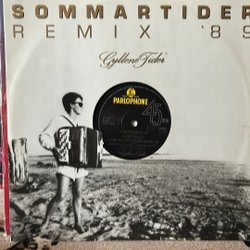 SOMMARTIDER
REMIX '89
Gyllene Tider
PARLOPHONE
45